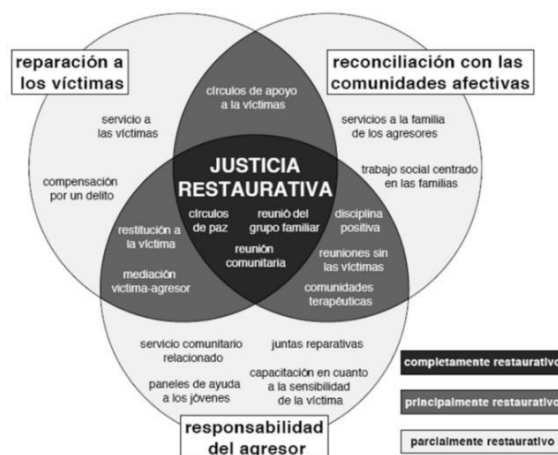 reparación a
los víctimas
reconciliación con las
comunidades afectivas
círculos de apoyo
a la víctimas
servicio a
las víctimas
servicios a la familia
de los agresores
compensación
por un delito
trabajo social centrado
en las familias
JUSTICIA
RESTAURATIVA
círculos
de paz
reunió del
grupo familiar
reunión
comunitaria
restitución a
la víctima
mediación
víctima-agresor
disciplina
positiva
reuniones sin
las víctimas
comunidades
terapéuticas
servicio comunitario
relacionado
juntas reparativas
paneles de ayuda
a los jóvenes
capacitación en cuanto
a la sensibilidad
de la víctima
responsabilidad
del agresor
completamente restaurativo
principalmente restaurativo
parcialmente restaurativo